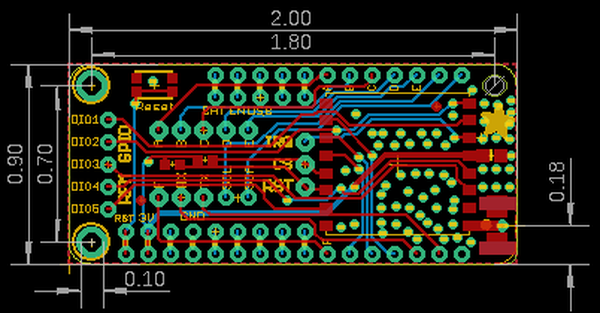 2.00
1.80
Reset
BAT EN USB
A B C D E F
DIO1
DIO2
DIO3
DIO4
DIO5
GPIO
RST
IRQ
CS
RST
0.90
0.70
0.18
RST 3V
GND
0.10